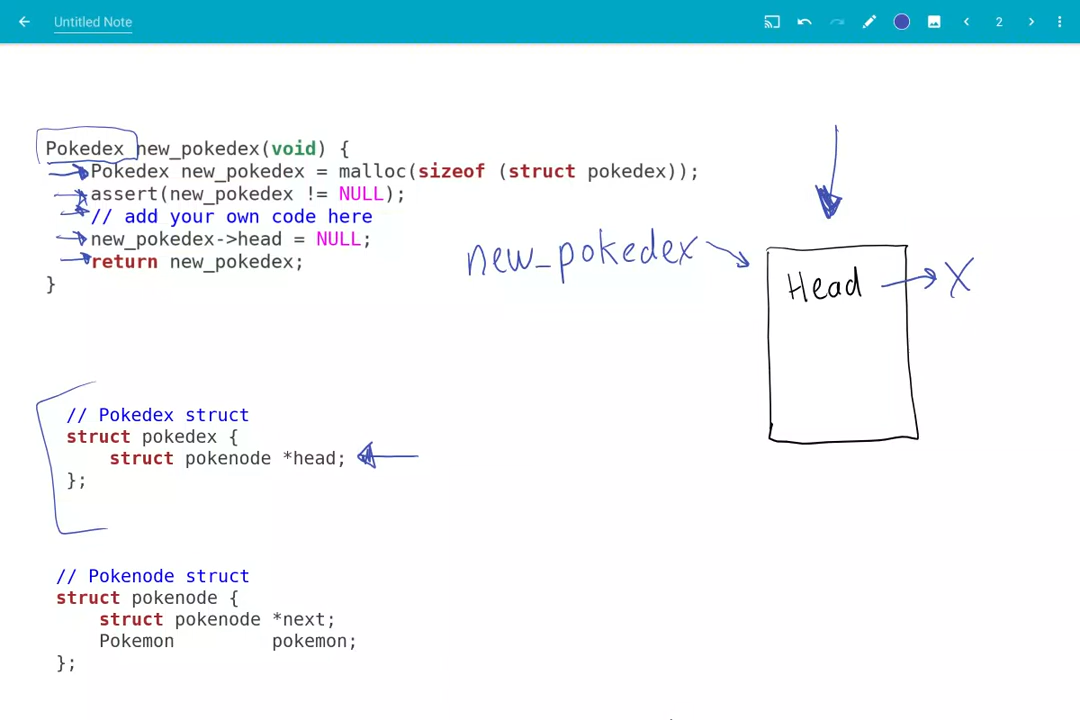 Untitled Note
2
Pokedex new_pokedex(void) {
Pokedex new_pokedex = malloc(sizeof (struct pokedex));
assert(new_pokedex != NULL);
// add your own code here
new_pokedex->head = NULL;
return new_pokedex;
}
new_pokedex
Head
X
// Pokedex struct
struct pokedex {
struct pokenode *head;
};
// Pokenode struct
struct pokenode {
struct pokenode *next;
Pokemon pokemon;
};